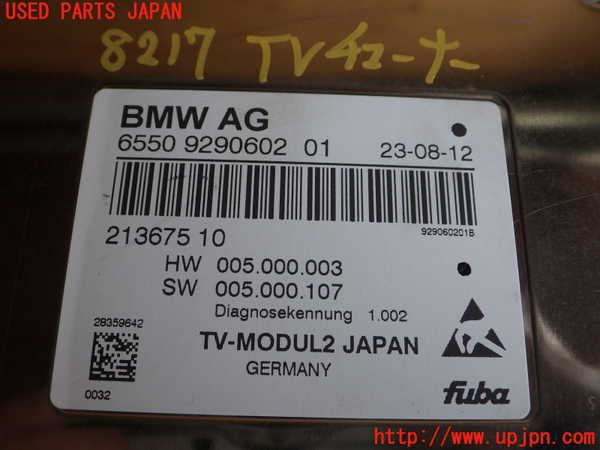 USED PARTS JAPAN
8217 TVチューナー
BMW AG
6550 9290602 01 23-08-12
929060201B
213675 10
HW 005.000.003
SW 005.000.107
Diagnosekennung 1.002
28359642
TV-MODUL2 JAPAN
GERMANY
0032
fuba
http://www.upjpn.com/